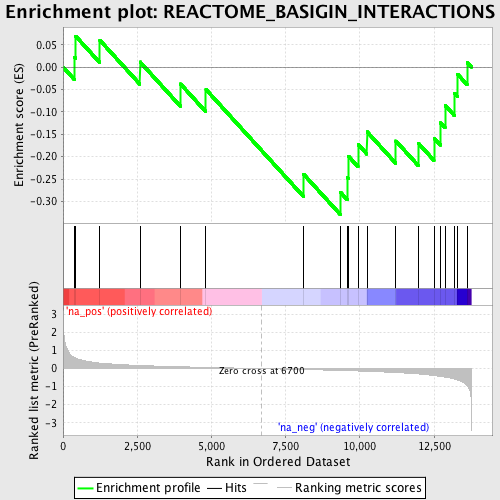 Enrichment plot: REACTOME_BASIGIN_INTERACTIONS
Enrichment score (ES)
0.05
0.00
-0.05
-0.10
-0.15
-0.20
-0.25
-0.30
'na_pos' (positively correlated)
Ranked list metric (PreRanked)
3
2
1
0
-1
-2
-3
Zero cross at 6700
'na_neg' (negatively correlated)
0 2,500 5,000 7,500 10,000 12,500
Rank in Ordered Dataset
Enrichment profile Hits Ranking metric scores